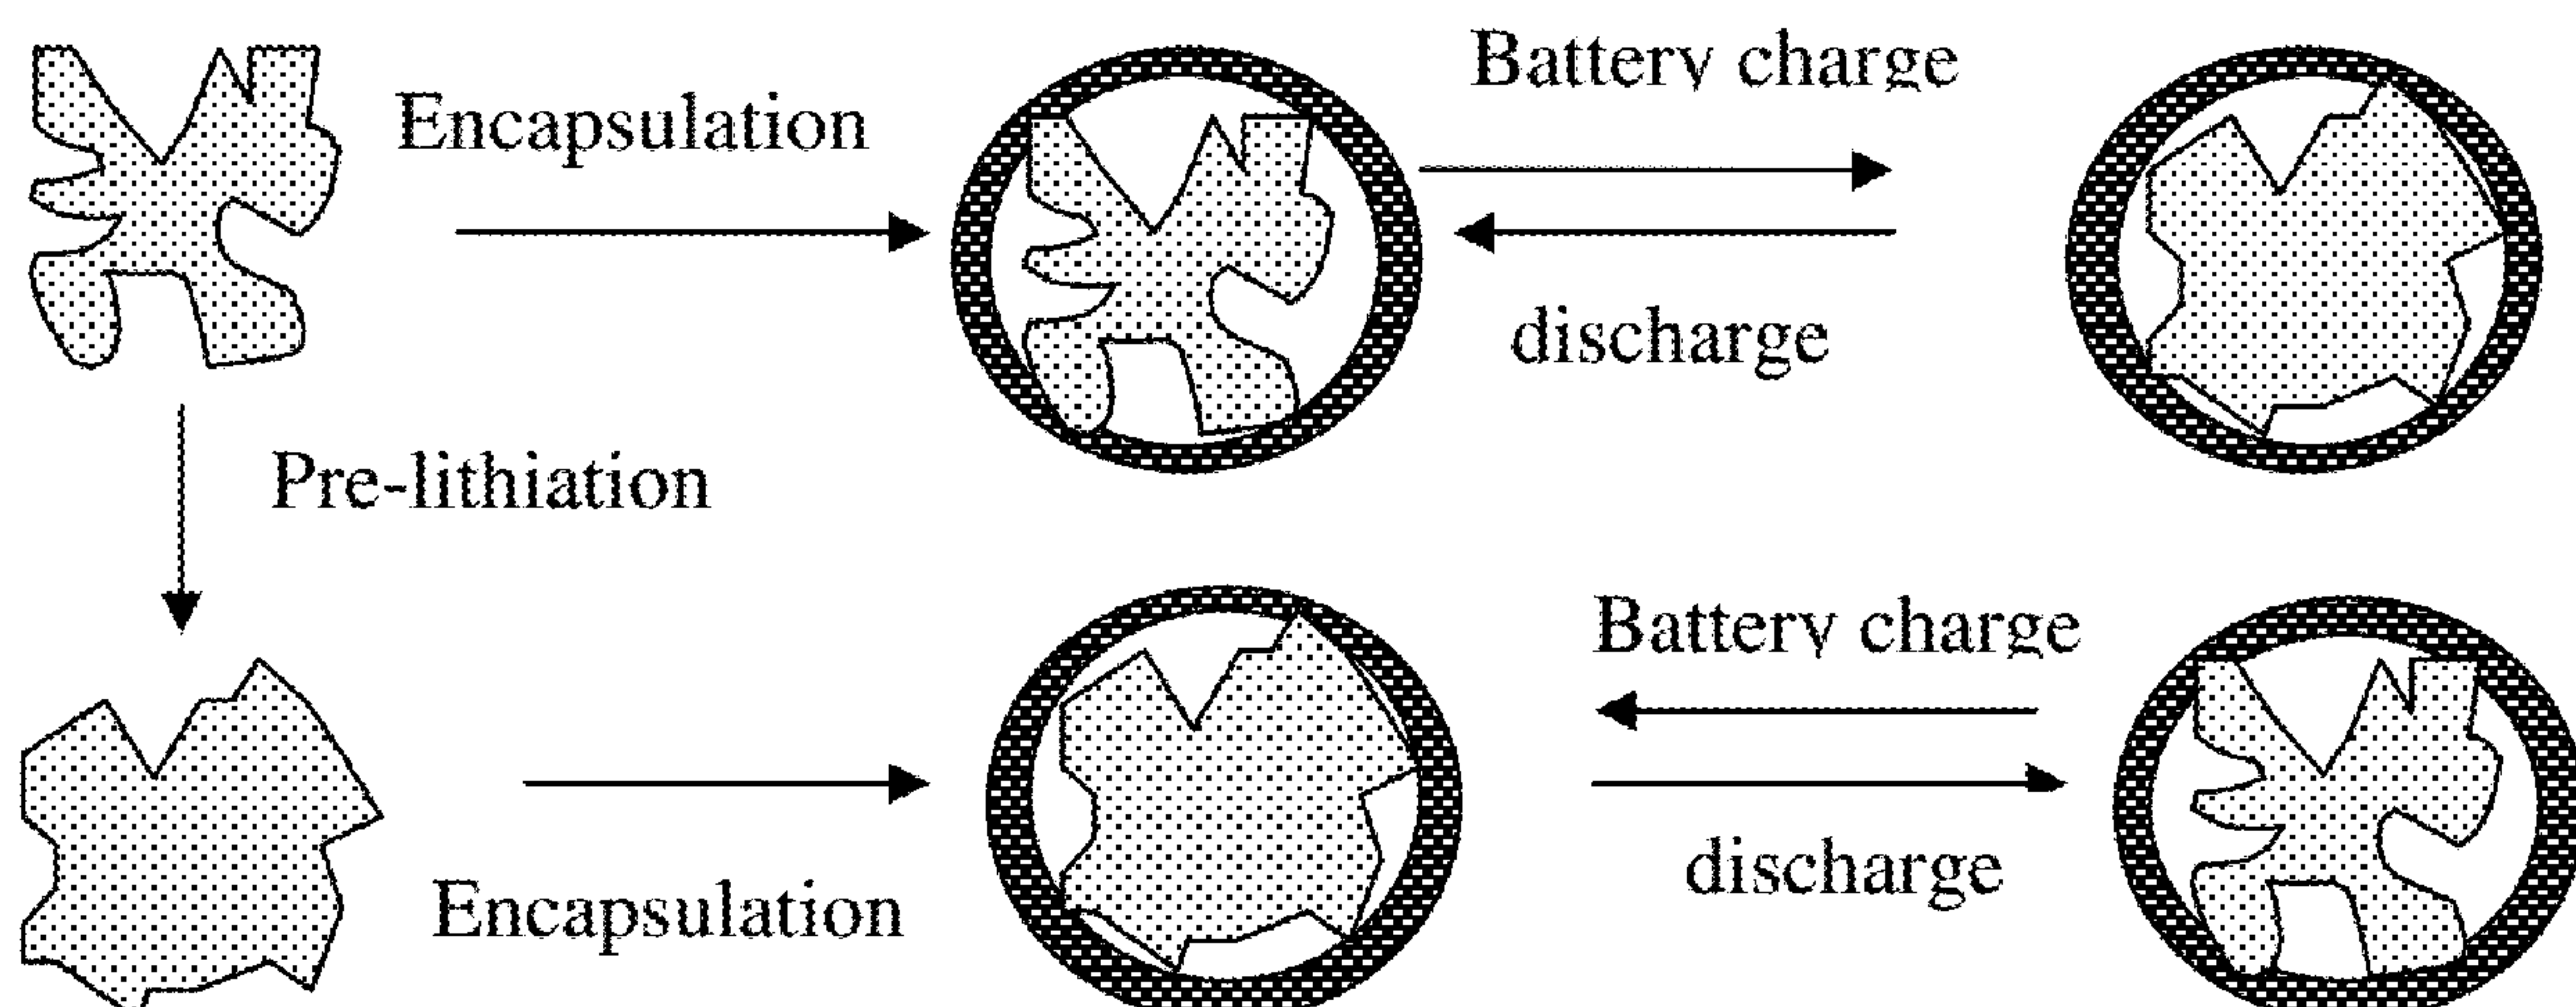 Encapsulation
Battery charge
discharge
Pre-lithiation
Battery charge
discharge
Encapsulation